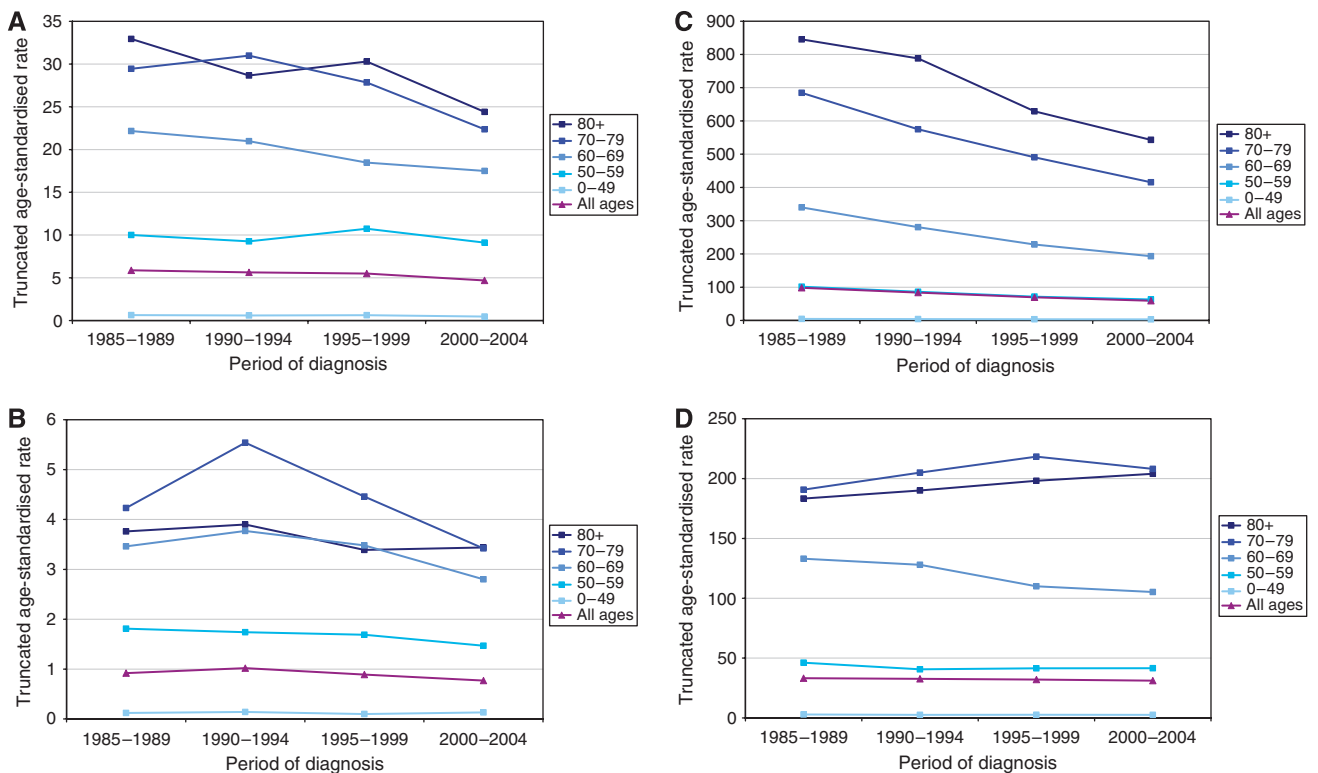 A
Truncated age-standardised rate
35
30
25
20
15
10
5
0
1985–1989 1990–1994 1995–1999 2000–2004
Period of diagnosis
80+
70–79
60–69
50–59
0–49
All ages
C
Truncated age-standardised rate
900
800
700
600
500
400
300
200
100
0
1985–1989 1990–1994 1995–1999 2000–2004
Period of diagnosis
80+
70–79
60–69
50–59
0–49
All ages
B
Truncated age-standardised rate
6
5
4
3
2
1
0
1985–1989 1990–1994 1995–1999 2000–2004
Period of diagnosis
80+
70–79
60–69
50–59
0–49
All ages
D
Truncated age-standardised rate
250
200
150
100
50
0
1985–1989 1990–1994 1995–1999 2000–2004
Period of diagnosis
80+
70–79
60–69
50–59
0–49
All ages